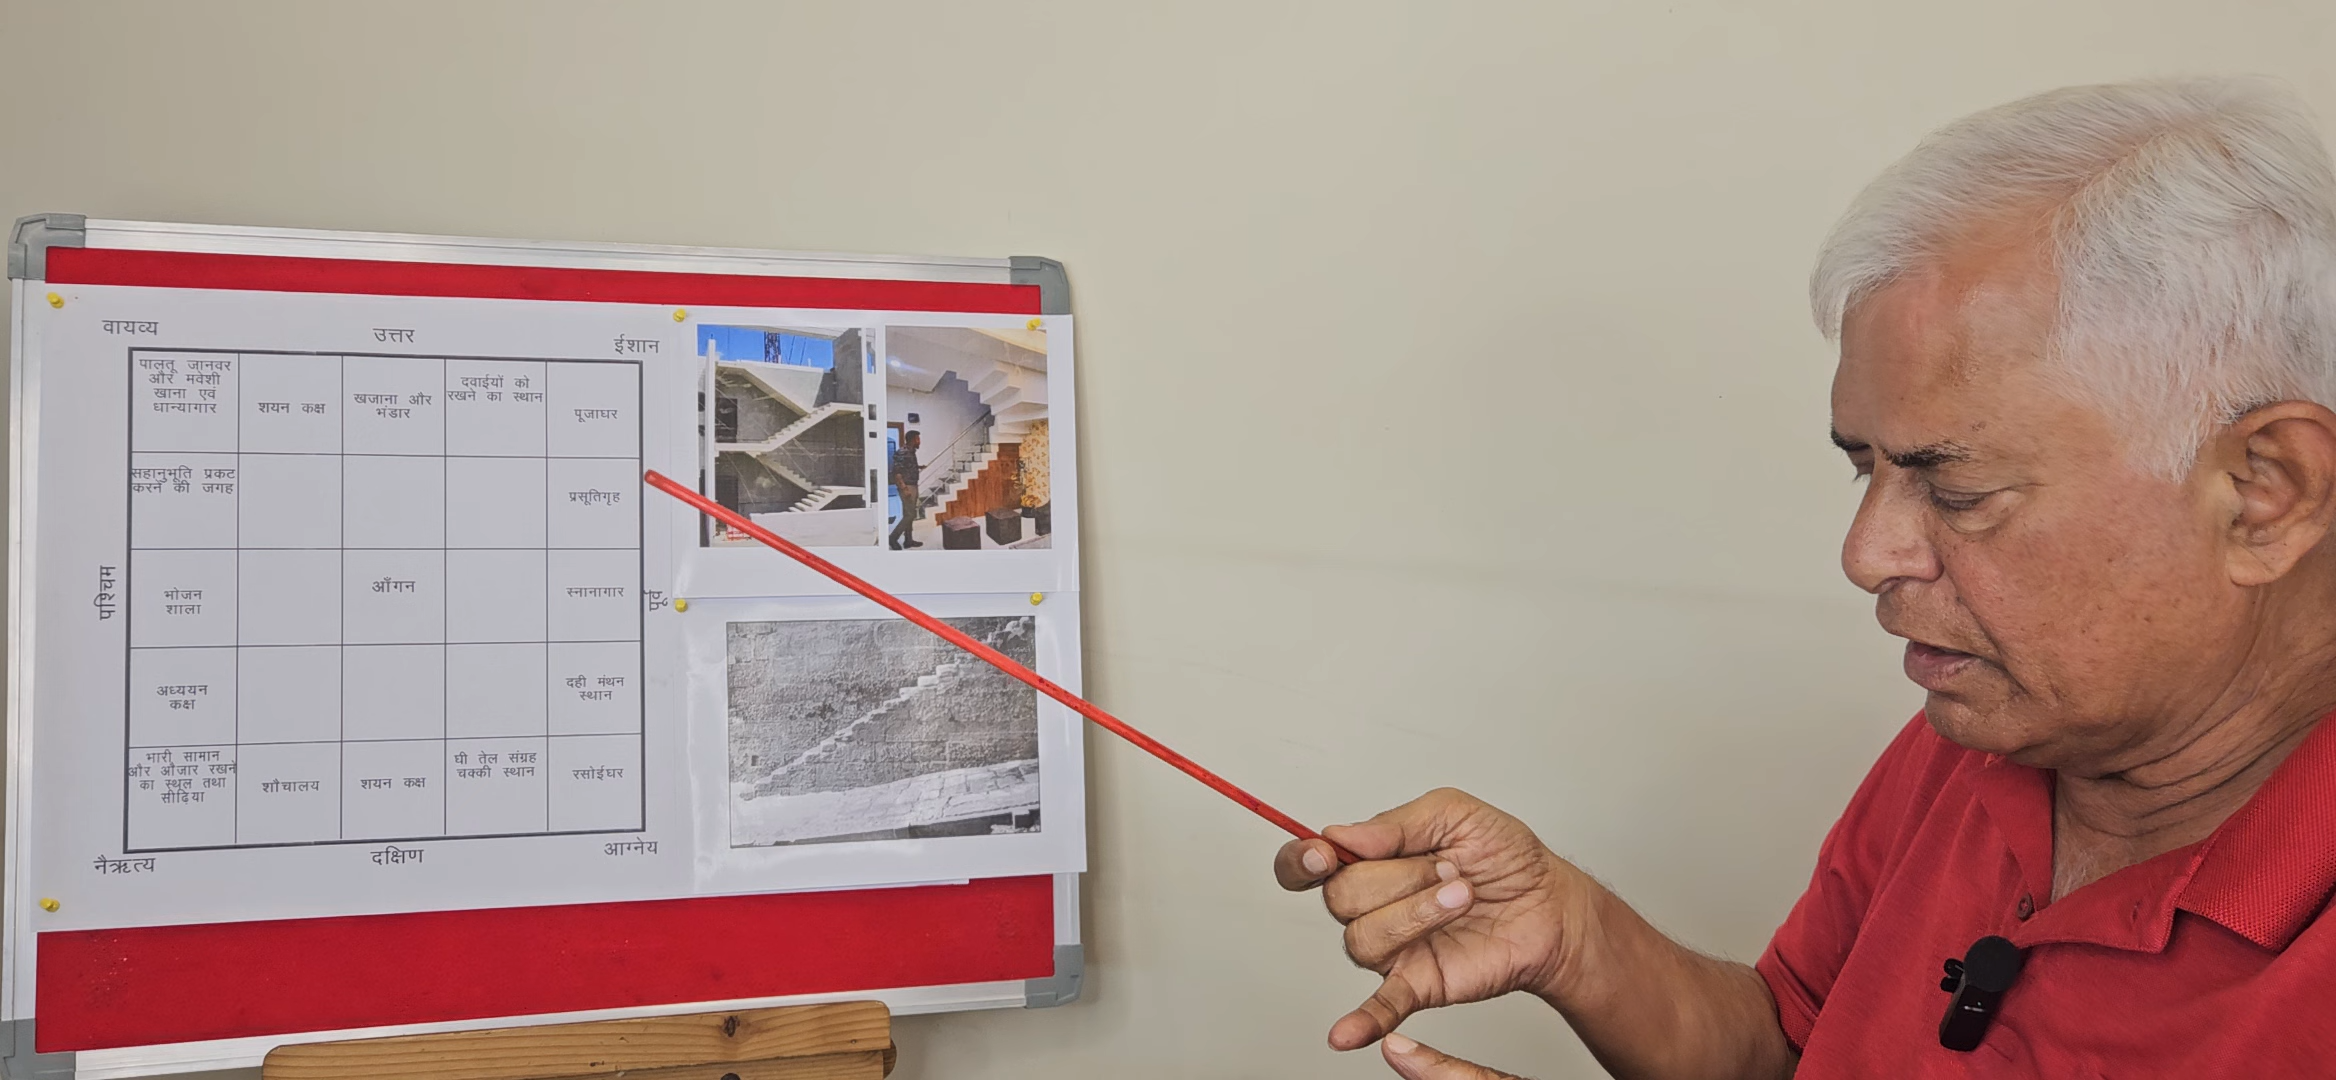 वायव्य
उत्तर
ईशान
पालतू जानवर
और मवेशी
खाना एवं
धान्यागार
शयन कक्ष
खजाना और
भंडार
दवाईयों को
रखने का स्थान
पूजाघर
सहानुभूति प्रकट
करने की जगह
प्रसूतिगृह
पश्चिम
भोजन
शाला
आँगन
स्नानागार
पूर्व
अध्ययन
कक्ष
दही मंथन
स्थान
भारी सामान
और औजार रखने
का स्थल तथा
सीढ़िया
शौचालय
शयन कक्ष
घी तेल संग्रह
चक्की स्थान
रसोईघर
नैऋत्य
दक्षिण
आग्नेय